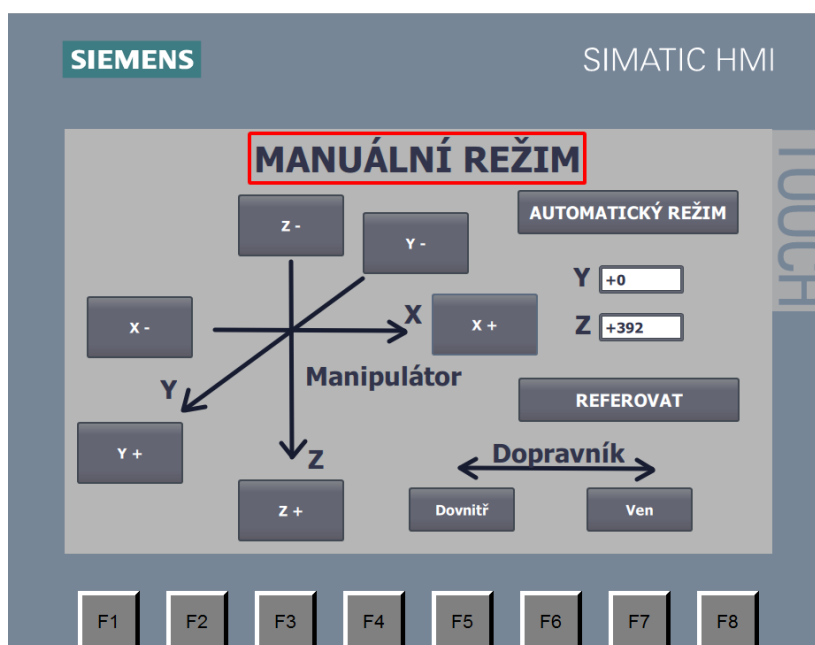 SIEMENS
SIMATIC HMI
TOUCH
MANUÁLNÍ REŽIM
Z -
Y -
AUTOMATICKÝ REŽIM
Y +0
X -
X
X +
Z +392
Manipulátor
Y
REFEROVAT
Y +
Z
Dopravník
Z +
Dovnitř
Ven
F1 F2 F3 F4 F5 F6 F7 F8